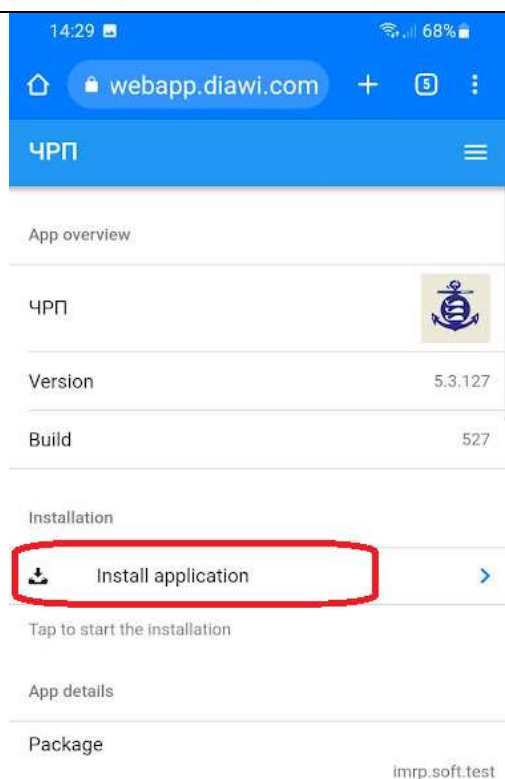 14:29 68%
webapp.diawi.com + 5
ЧРП
App overview
ЧРП
Version 5.3.127
Build 527
Installation
Install application
Tap to start the installation
App details
Package
imrp.soft.test